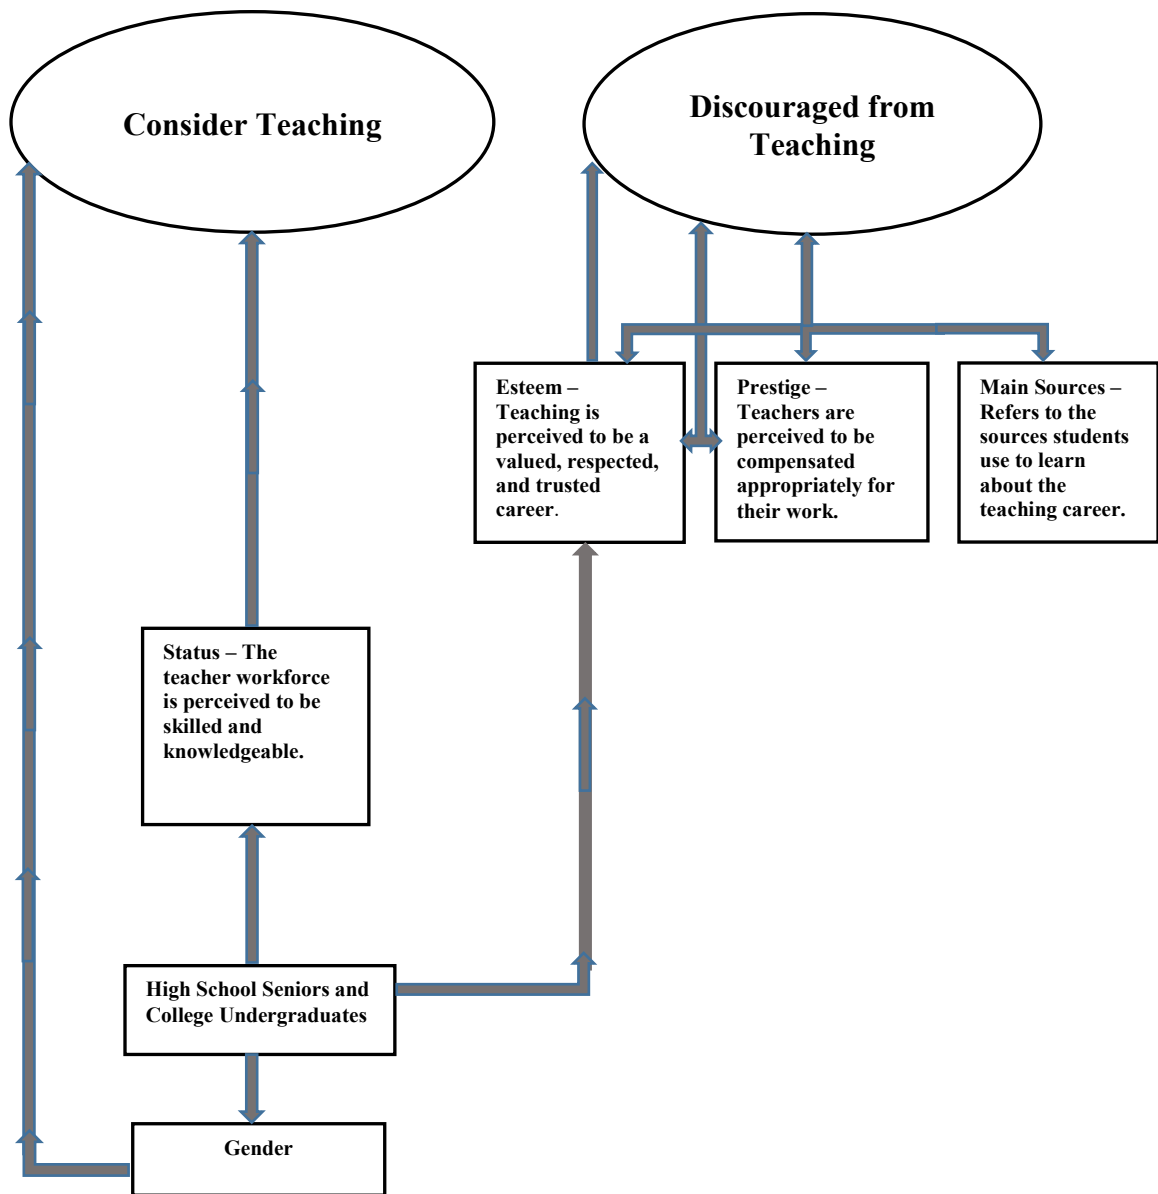 Consider Teaching
Discouraged from
Teaching
Esteem –
Teaching is
perceived to be a
valued, respected,
and trusted
career.
Prestige –
Teachers are
perceived to be
compensated
appropriately for
their work.
Main Sources –
Refers to the
sources students
use to learn
about the
teaching career.
Status – The
teacher workforce
is perceived to be
skilled and
knowledgeable.
High School Seniors and
College Undergraduates
Gender